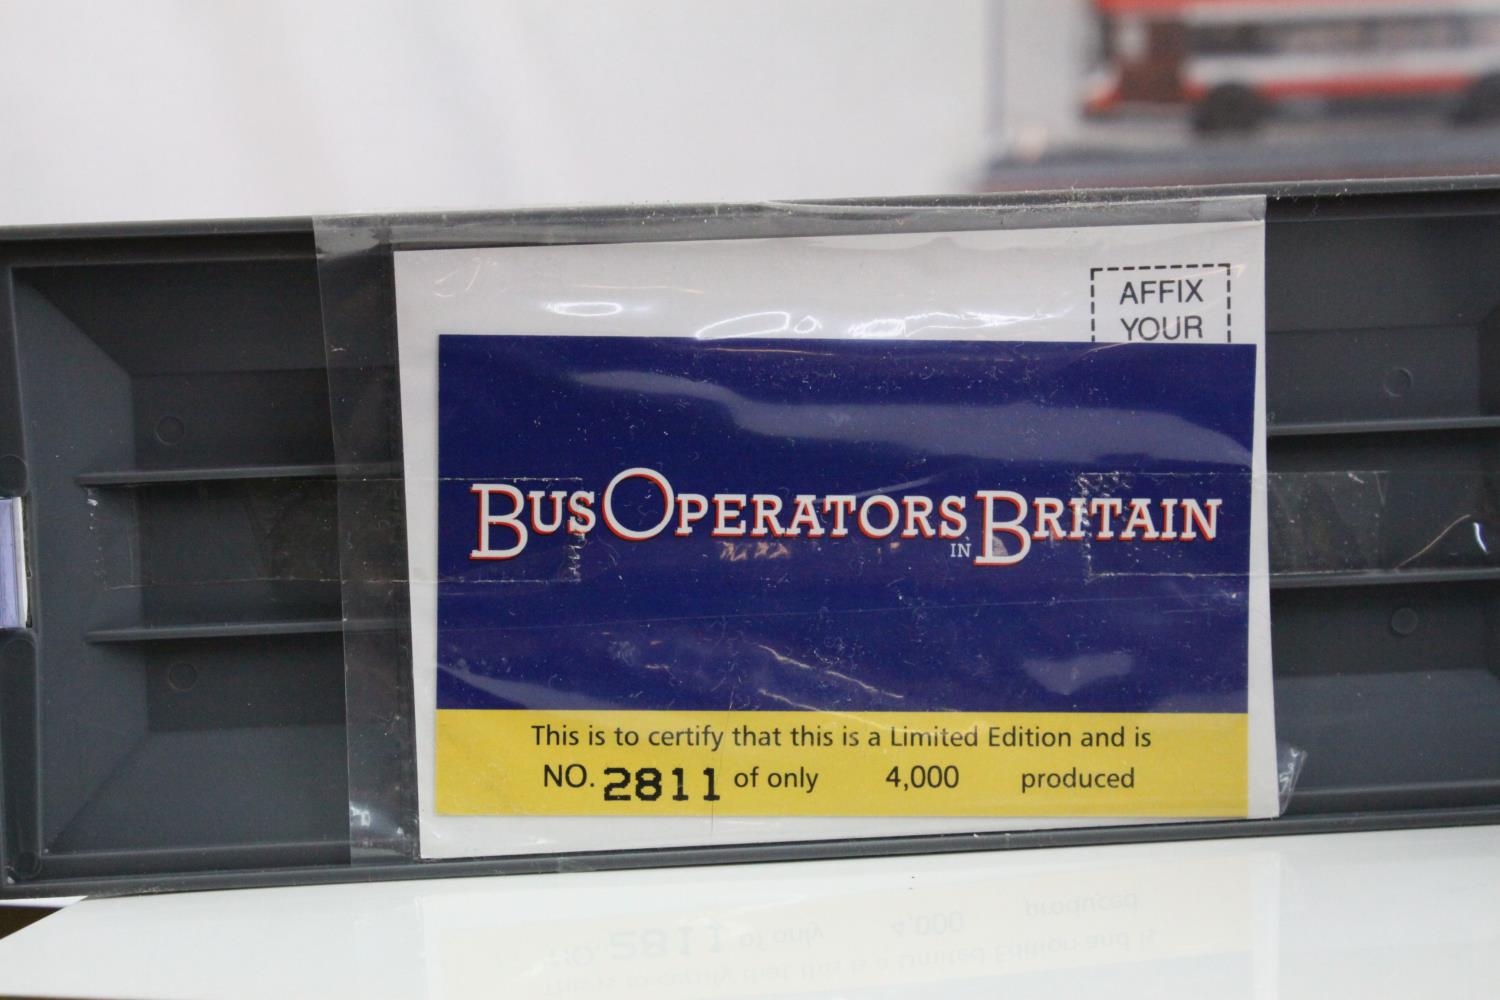 AFFIX
YOUR
BUS OPERATORS IN BRITAIN
This is to certify that this is a Limited Edition and is
NO. 2811 of only 4,000 produced